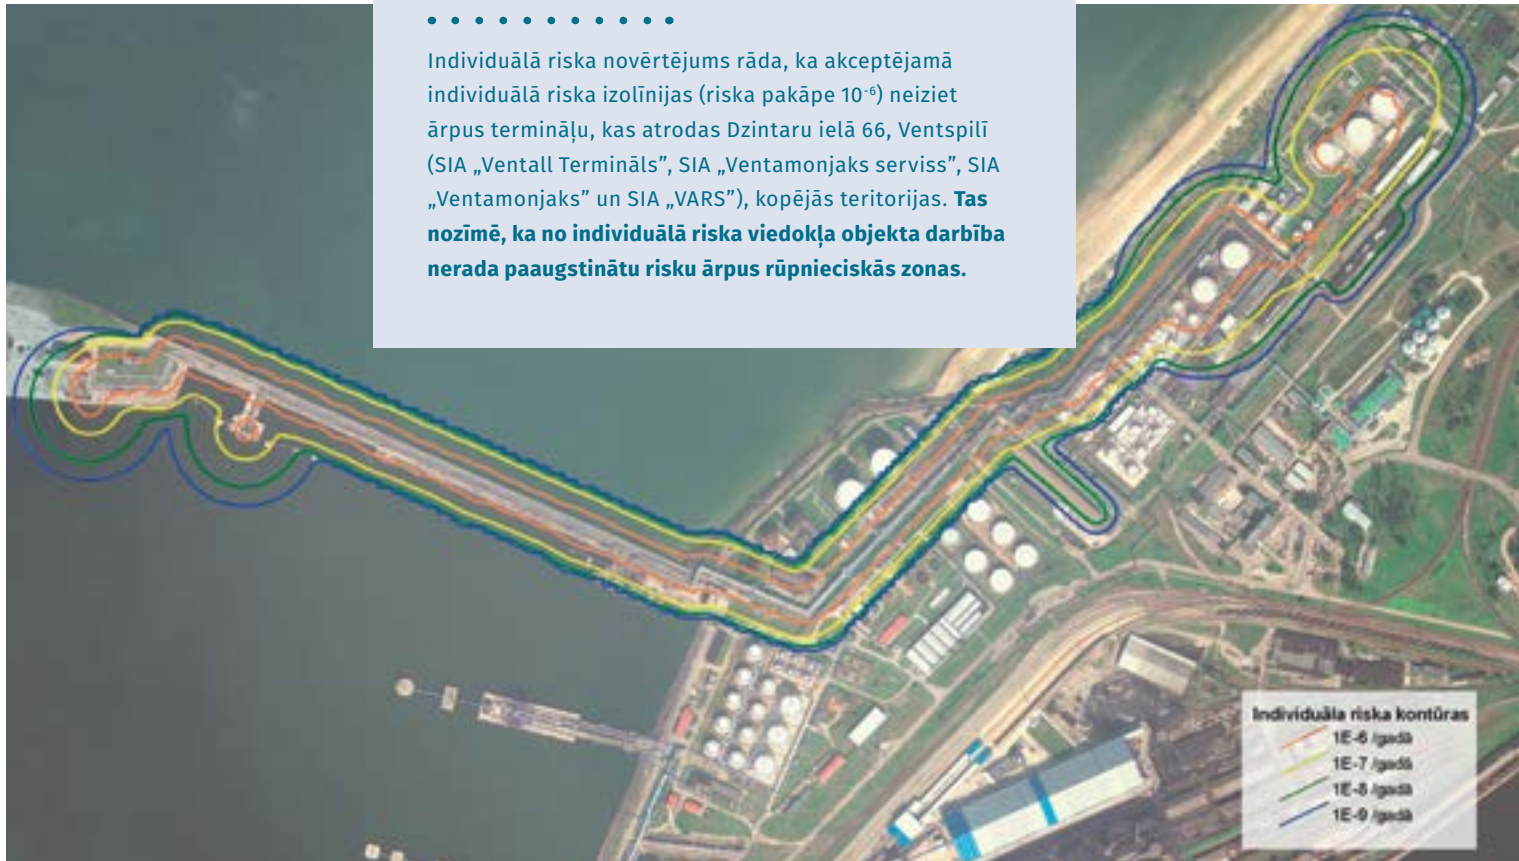 Individuālā riska novērtējums rāda, ka akceptējamā
individuālā riska izolīnijas (riska pakāpe 10⁻⁶) neiziet
ārpus termināļu, kas atrodas Dzintaru ielā 66, Ventspilī
(SIA „Ventall Termināls”, SIA „Ventamonjaks serviss”, SIA
„Ventamonjaks” un SIA „VARS”), kopējās teritorijas. Tas
nozīmē, ka no individuālā riska viedokļa objekta darbība
nerada paaugstinātu risku ārpus rūpnieciskās zonas.
Individuāla riska kontūras
1E-6 /gadā
1E-7 /gadā
1E-8 /gadā
1E-9 /gadā